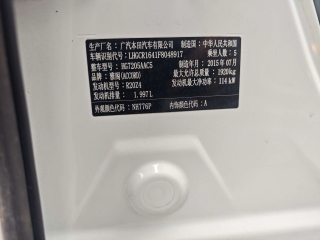 生产厂名：广汽本田汽车有限公司 制造国：中华人民共和国
车辆识别代号：LHGCR1641F8048917 乘坐人数：5
整车型号：HG7205AAC5 制造年月：2015年07月
品牌：雅阁(ACCORD) 最大允许总质量：1920kg
发动机型号：R20Z4
发动机排量：1.997L 发动机最大净功率：114kW
外观颜色代码：NH776P 内饰颜色代码：A